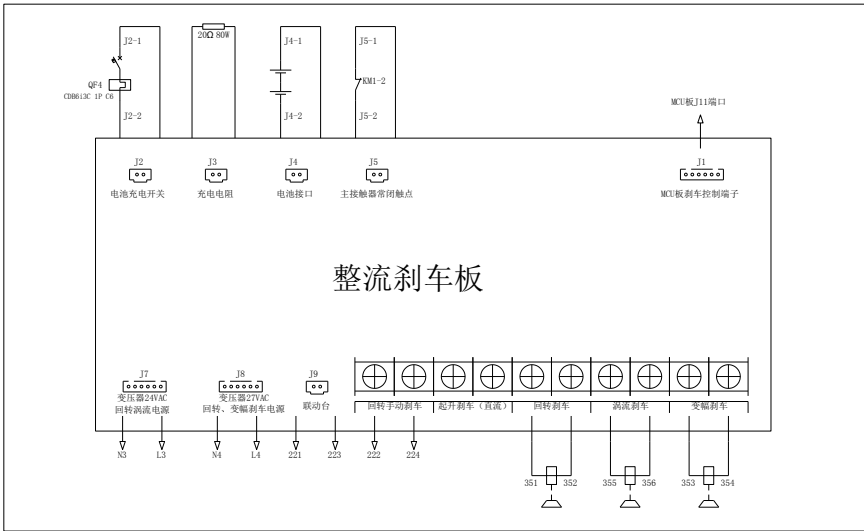 J2-1
QF4
CDB6i3C 1P C6
J2-2
20Ω 80W
J4-1
J4-2
J5-1
KM1-2
J5-2
MCU板J11端口
J2
电池充电开关
J3
充电电阻
J4
电池接口
J5
主接触器常闭触点
J1
MCU板刹车控制端子
整流刹车板
J7
变压器24VAC
回转涡流电源
J8
变压器27VAC
回转、变幅刹车电源
J9
联动台
回转手动刹车
起升刹车（直流）
回转刹车
涡流刹车
变幅刹车
N3
L3
N4
L4
221
223
222
224
351
352
355
356
353
354